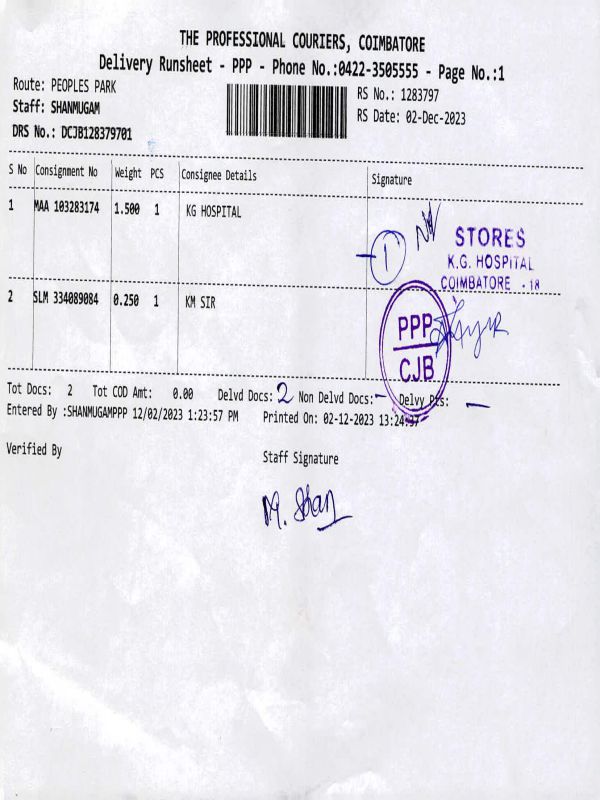 THE PROFESSIONAL COURIERS, COIMBATORE
Delivery Runsheet - PPP - Phone No.:0422-3505555 - Page No.:1
Route: PEOPLES PARK
RS No.: 1283797
Staff: SHANMUGAM
RS Date: 02-Dec-2023
DRS No.: DCJB128379701
S No Consignment No Weight PCS Consignee Details Signature
1 MAA 103283174 1.500 1 KG HOSPITAL
1
STORES
K.G. HOSPITAL
COIMBATORE - 18
2 SLM 334089084 0.250 1 KM SIR
PPP
CJB
Tot Docs: 2 Tot COD Amt: 0.00 Delvd Docs: 2 Non Delvd Docs: - Delvy Pts: -
Entered By :SHANMUGAMPPP 12/02/2023 1:23:57 PM Printed On: 02-12-2023 13:24:37
Verified By
Staff Signature
M. Shan